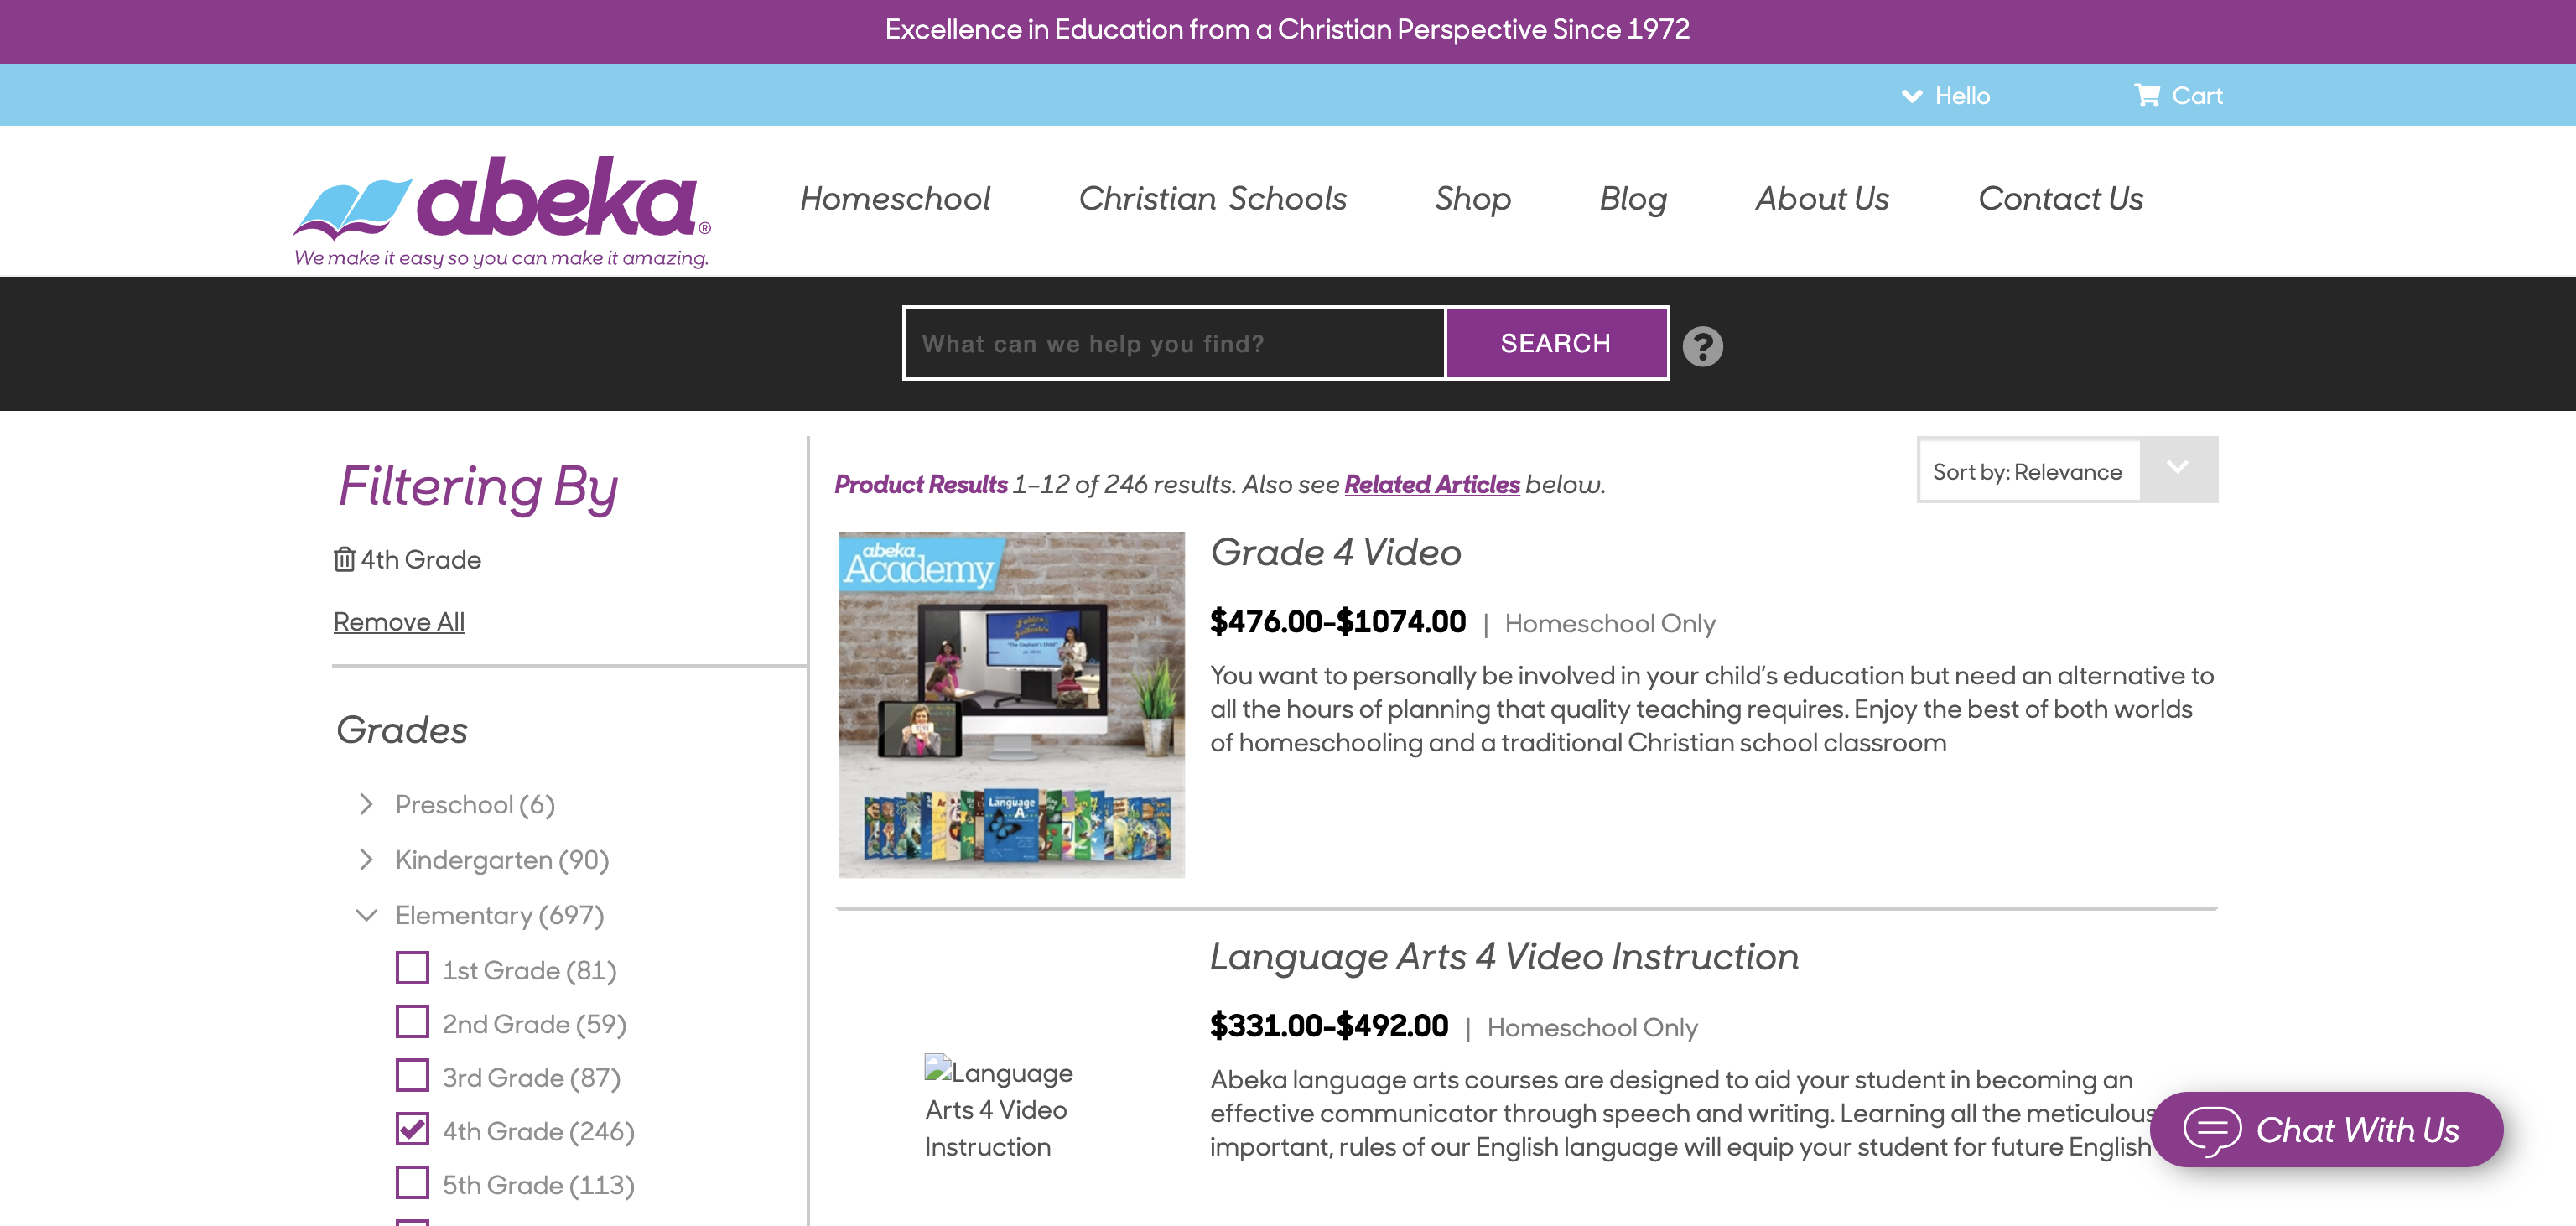 Excellence in Education from a Christian Perspective Since 1972
Hello
Cart
abeka®
We make it easy so you can make it amazing.
Homeschool
Christian Schools
Shop
Blog
About Us
Contact Us
What can we help you find?
SEARCH
?
Filtering By
4th Grade
Remove All
Grades
Preschool (6)
Kindergarten (90)
Elementary (697)
1st Grade (81)
2nd Grade (59)
3rd Grade (87)
4th Grade (246)
5th Grade (113)
Product Results 1–12 of 246 results. Also see Related Articles below.
Sort by: Relevance
abeka
Academy
Language
A
Grade 4 Video
$476.00-$1074.00 | Homeschool Only
You want to personally be involved in your child's education but need an alternative to
all the hours of planning that quality teaching requires. Enjoy the best of both worlds
of homeschooling and a traditional Christian school classroom
Language
Arts 4 Video
Instruction
Language Arts 4 Video Instruction
$331.00-$492.00 | Homeschool Only
Abeka language arts courses are designed to aid your student in becoming an
effective communicator through speech and writing. Learning all the meticulous
important, rules of our English language will equip your student for future English
Chat With Us